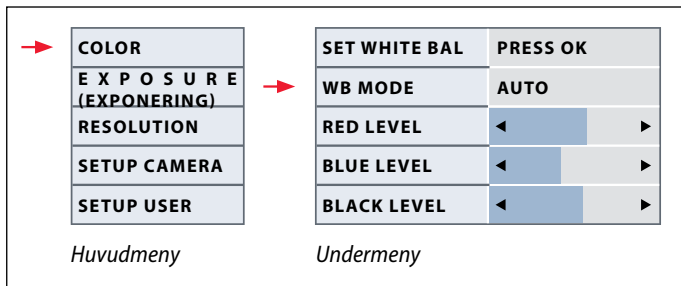 COLOR
E X P O S U R E
(EXPONERING)
RESOLUTION
SETUP CAMERA
SETUP USER
Huvudmeny
SET WHITE BAL PRESS OK
WB MODE AUTO
RED LEVEL
BLUE LEVEL
BLACK LEVEL
Undermeny